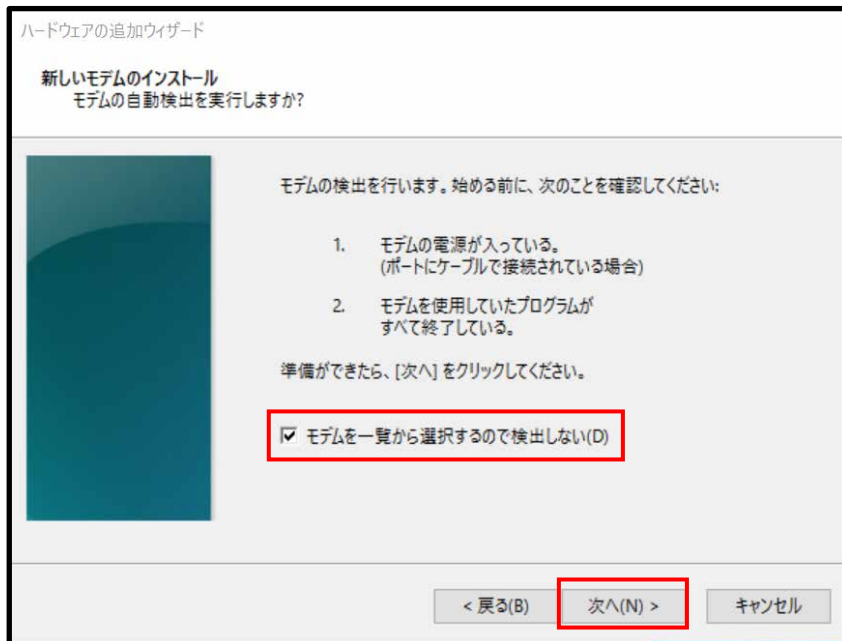 ハードウェアの追加ウィザード
新しいモデムのインストール
モデムの自動検出を実行しますか?
モデムの検出を行います。始める前に、次のことを確認してください:
1. モデムの電源が入っている。
(ポートにケーブルで接続されている場合)
2. モデムを使用していたプログラムが
すべて終了している。
準備ができたら、[次へ] をクリックしてください。
モデムを一覧から選択するので検出しない(D)
< 戻る(B) 次へ(N) > キャンセル